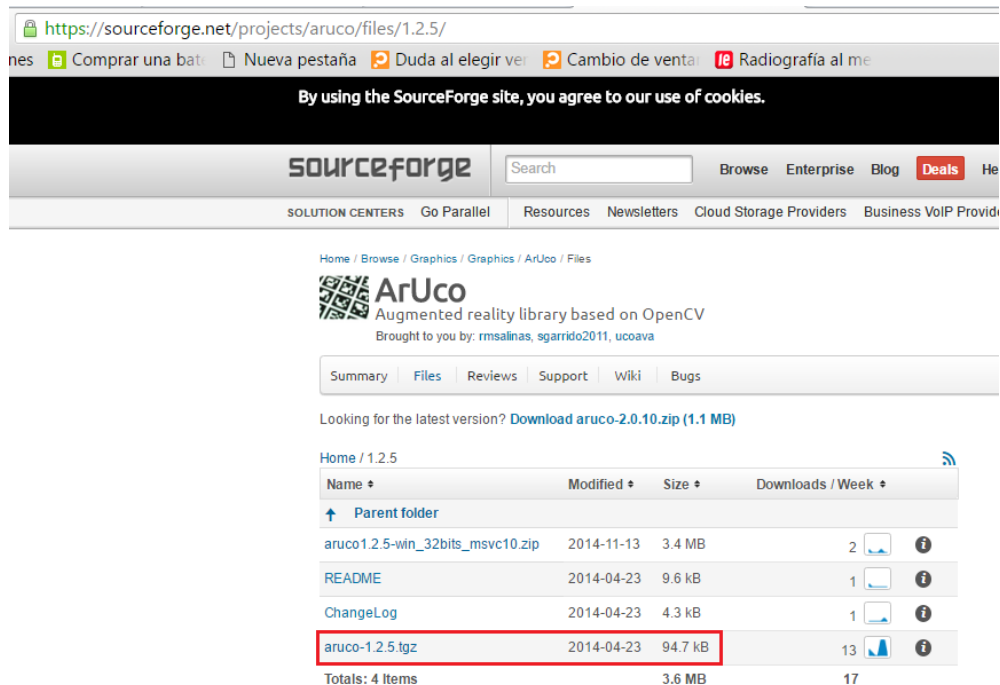 https://sourceforge.net/projects/aruco/files/1.2.5/
nes Comprar una bat Nueva pestaña Duda al elegir ver Cambio de venta Radiografía al me
By using the SourceForge site, you agree to our use of cookies.
sourceforge Search Browse Enterprise Blog Deals He
SOLUTION CENTERS Go Parallel Resources Newsletters Cloud Storage Providers Business VoIP Provide
Home / Browse / Graphics / Graphics / ArUco / Files
ArUco
Augmented reality library based on OpenCV
Brought to you by: rmsalinas, sgarrido2011, ucoava
Summary Files Reviews Support Wiki Bugs
Looking for the latest version? Download aruco-2.0.10.zip (1.1 MB)
Home / 1.2.5
Name Modified Size Downloads / Week
Parent folder
aruco1.2.5-win_32bits_msvc10.zip 2014-11-13 3.4 MB 2
README 2014-04-23 9.6 kB 1
ChangeLog 2014-04-23 4.3 kB 1
aruco-1.2.5.tgz 2014-04-23 94.7 kB 13
Totals: 4 Items 3.6 MB 17